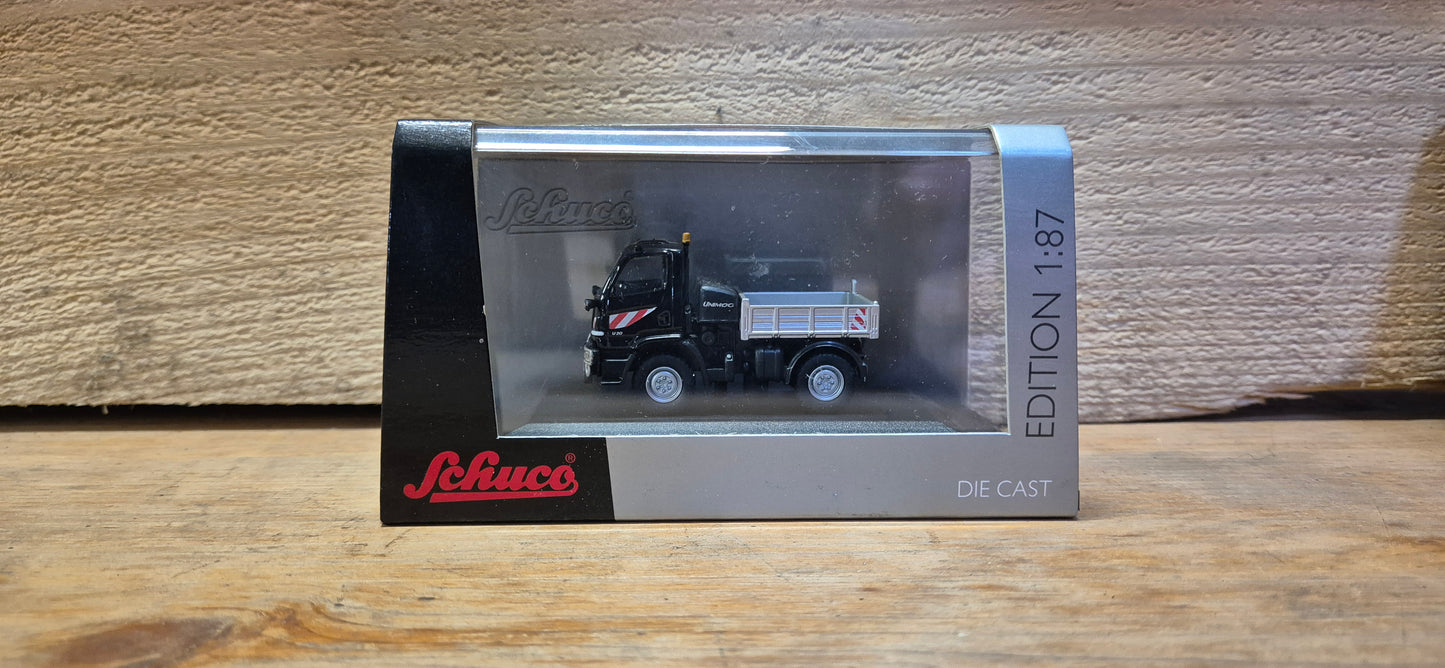 Schuco
UNIMOG
U 20
EDITION 1:87
Schuco®
DIE CAST